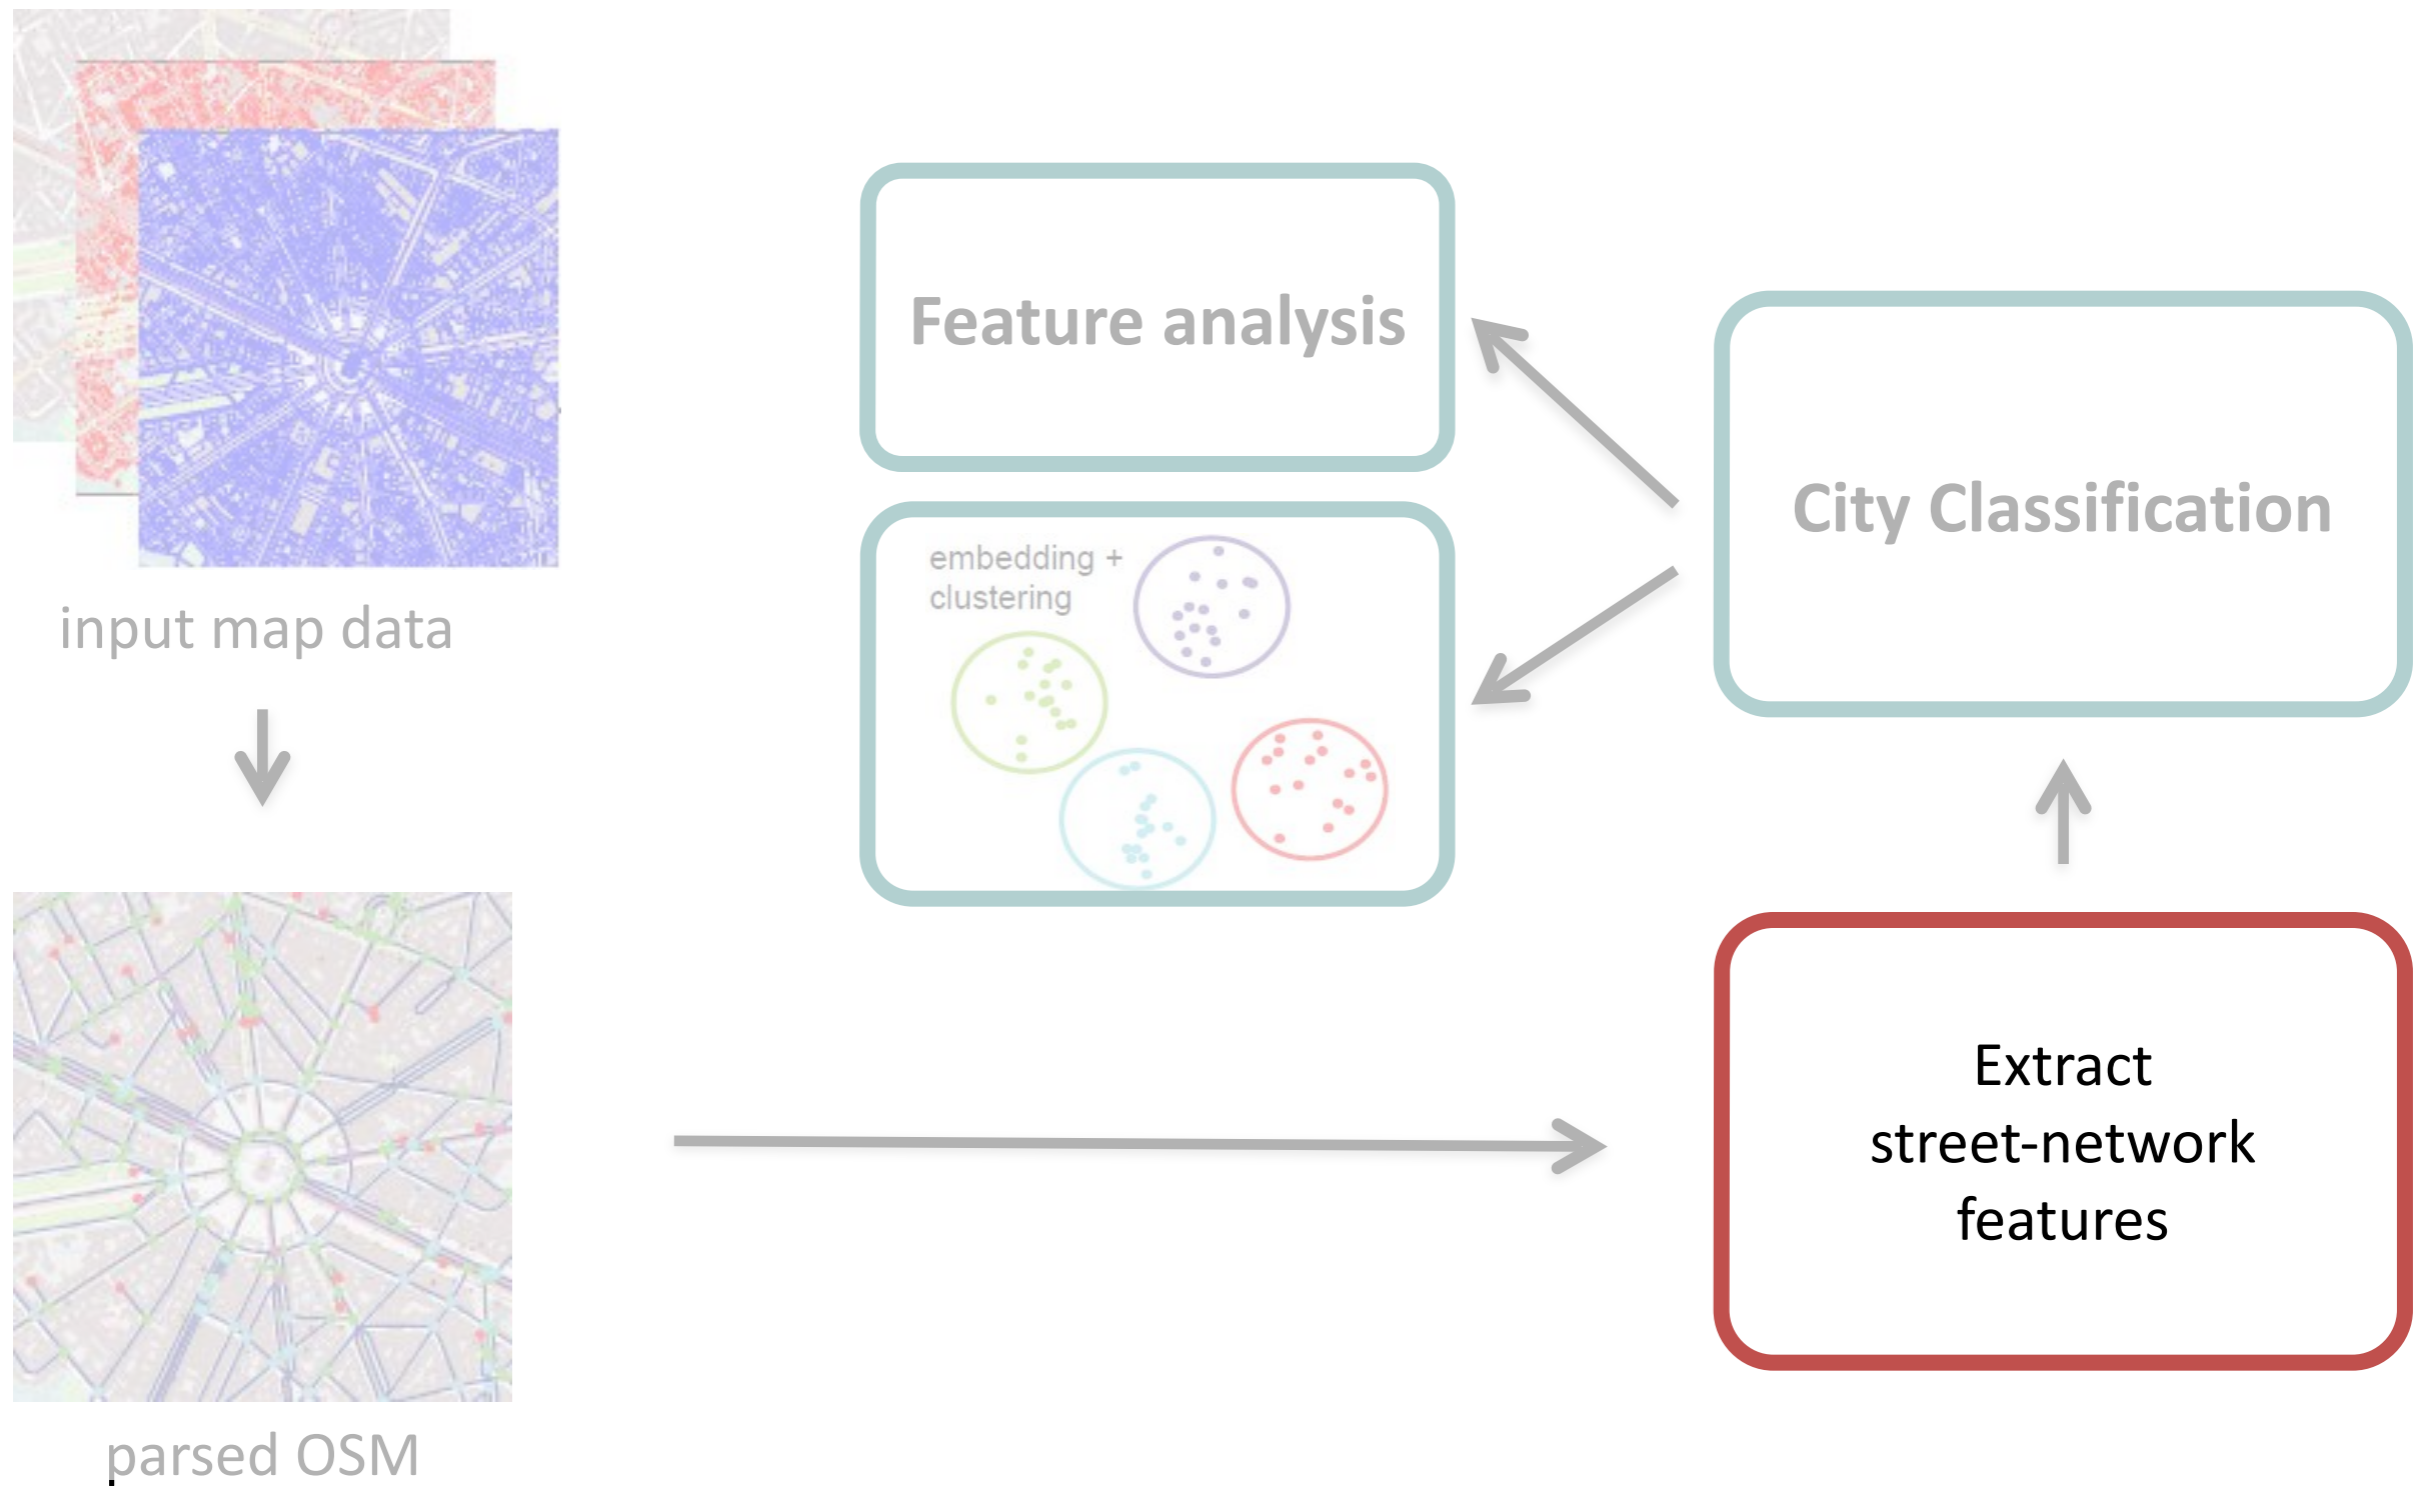 input map data
parsed OSM
Feature analysis
embedding +
clustering
City Classification
Extract
street-network
features